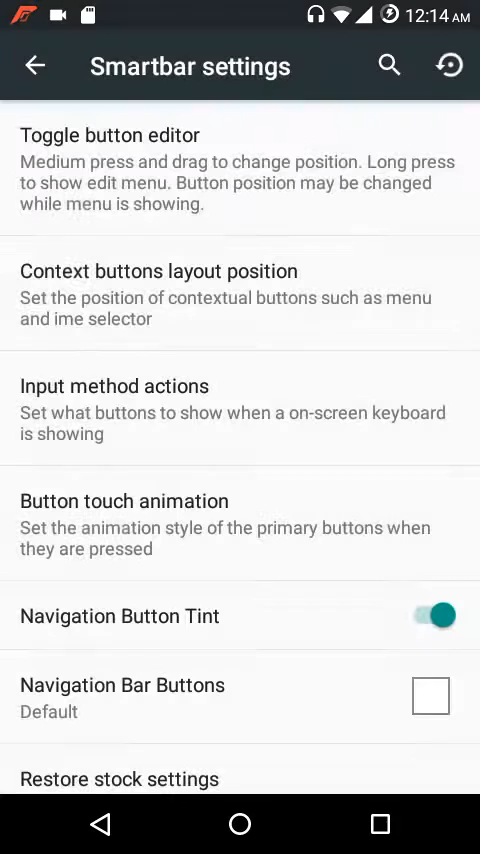 12:14 AM
Smartbar settings
Toggle button editor
Medium press and drag to change position. Long press
to show edit menu. Button position may be changed
while menu is showing.
Context buttons layout position
Set the position of contextual buttons such as menu
and ime selector
Input method actions
Set what buttons to show when a on-screen keyboard
is showing
Button touch animation
Set the animation style of the primary buttons when
they are pressed
Navigation Button Tint
Navigation Bar Buttons
Default
Restore stock settings